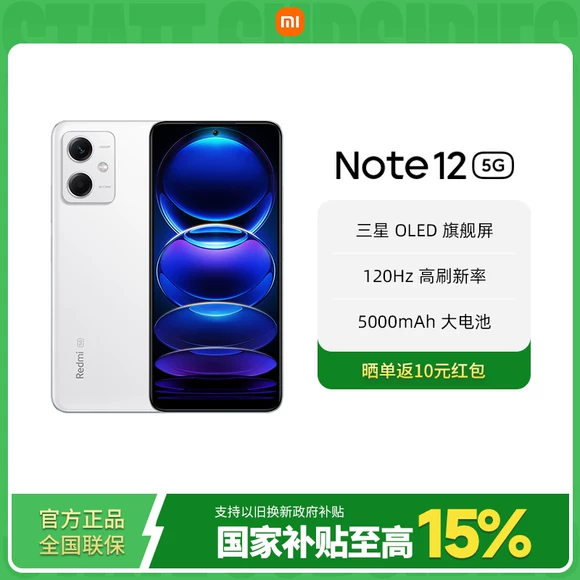 STATE SUBSIDIES
Note 12 5G
三星 OLED 旗舰屏
120Hz 高刷新率
5000mAh 大电池
晒单返10元红包
Redmi
官方正品
全国联保
支持以旧换新政府补贴
国家补贴至高15%